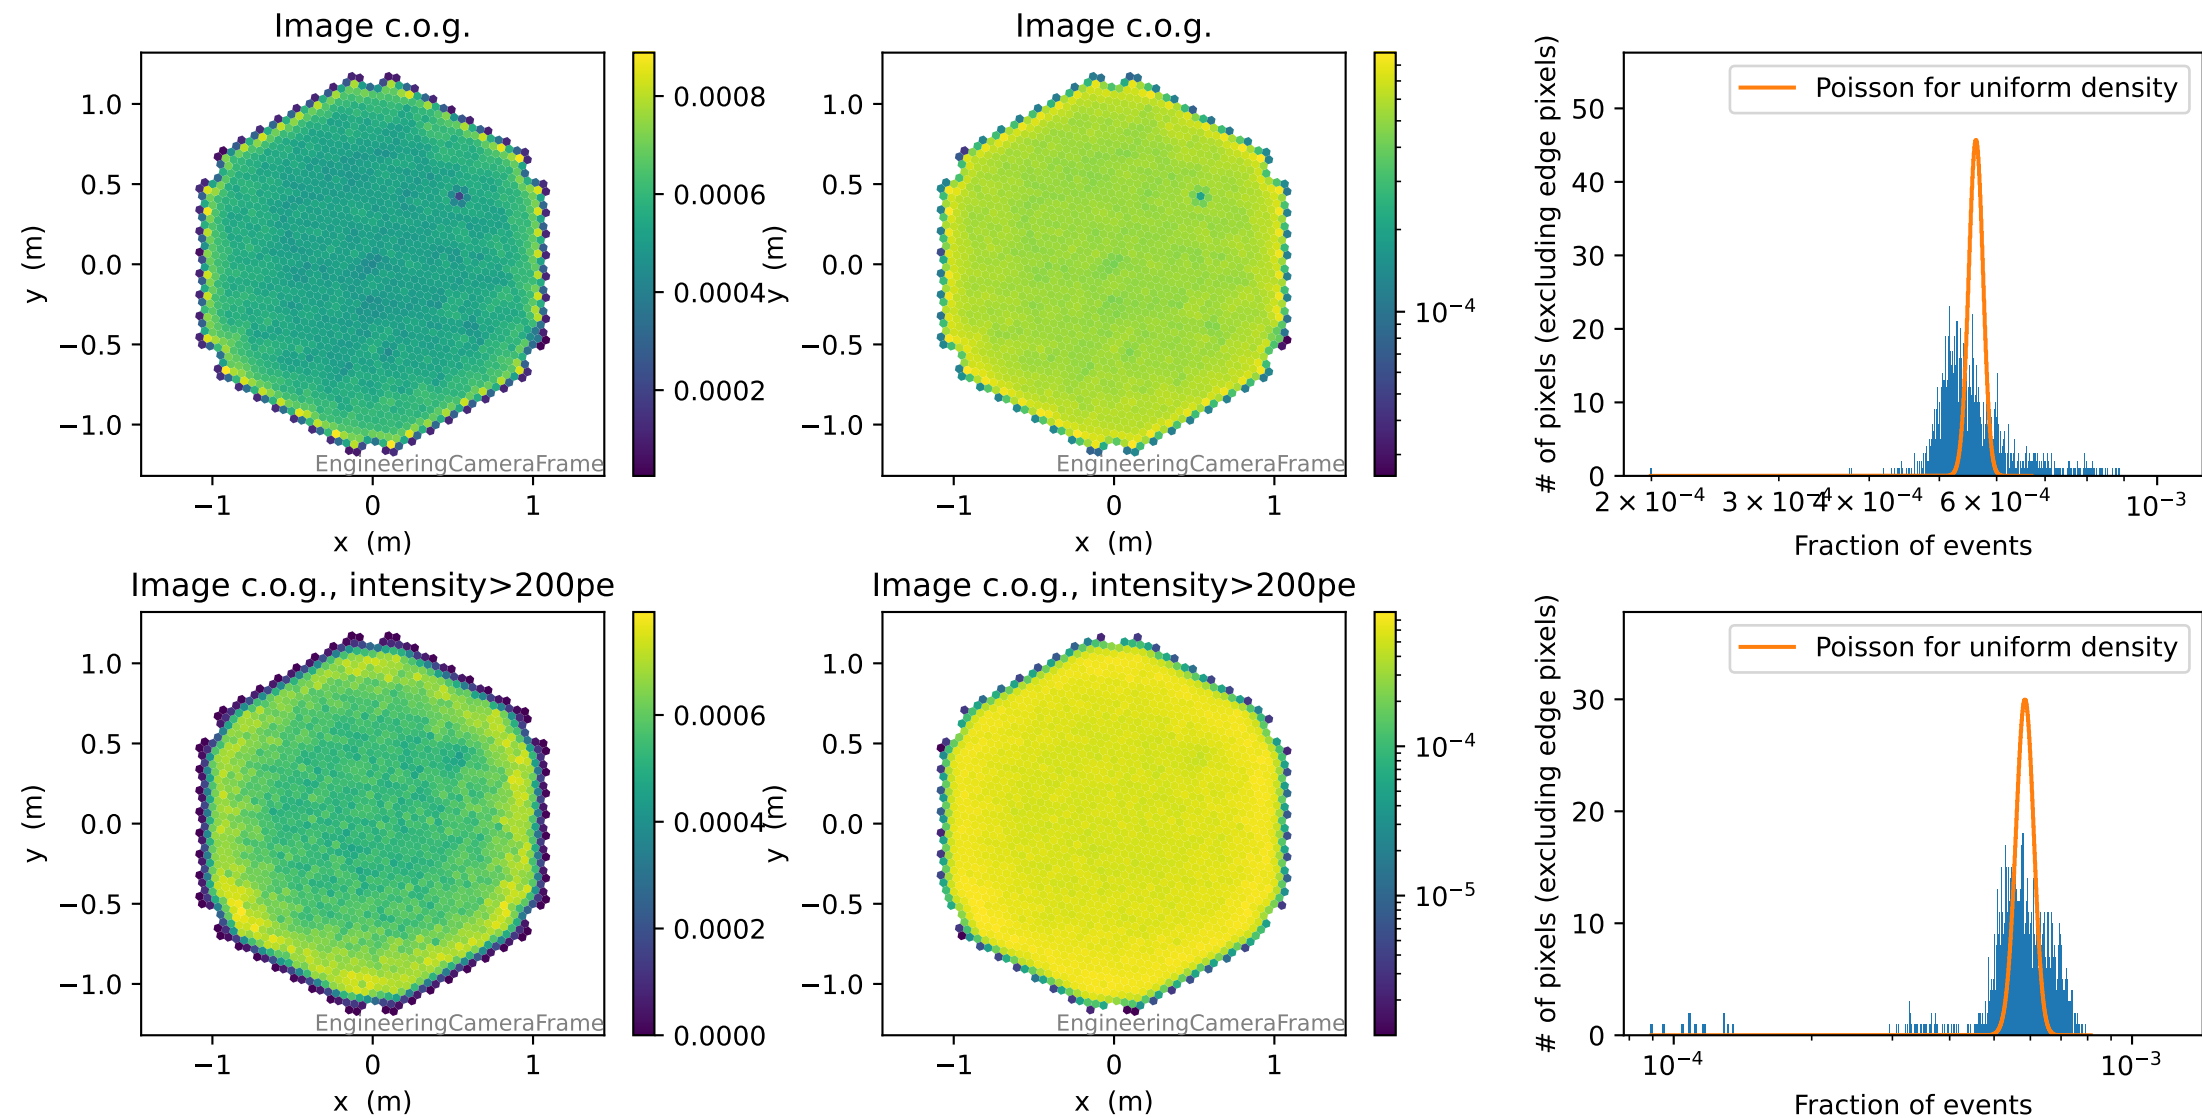 Image c.o.g.
1.0
0.5
0.0
−0.5
−1.0
y (m)
−1
0
1
x (m)
EngineeringCameraFrame
0.0008
0.0006
0.0004
0.0002
Image c.o.g.
1.0
0.5
0.0
−0.5
−1.0
y (m)
−1
0
1
x (m)
EngineeringCameraFrame
10⁻⁴
Poisson for uniform density
50
40
30
20
10
0
# of pixels (excluding edge pixels)
2 × 10⁻⁴
3 × 10⁻⁴
4 × 10⁻⁴
6 × 10⁻⁴
10⁻³
Fraction of events
Image c.o.g., intensity>200pe
1.0
0.5
0.0
−0.5
−1.0
y (m)
−1
0
1
x (m)
EngineeringCameraFrame
0.0006
0.0004
0.0002
0.0000
Image c.o.g., intensity>200pe
1.0
0.5
0.0
−0.5
−1.0
y (m)
−1
0
1
x (m)
EngineeringCameraFrame
10⁻⁴
10⁻⁵
Poisson for uniform density
30
20
10
0
# of pixels (excluding edge pixels)
10⁻⁴
10⁻³
Fraction of events